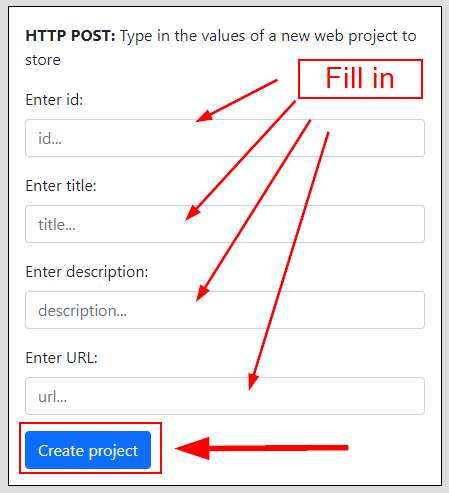 HTTP POST: Type in the values of a new web project to
store
Fill in
Enter id:
id...
Enter title:
title...
Enter description:
description...
Enter URL:
url...
Create project